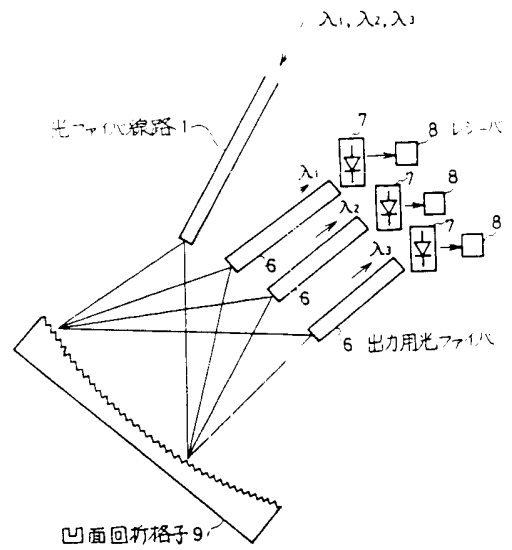 λ1, λ2, λ3
光ファイバ線路1
7
8 レシーバ
λ1
7
8
λ2
7
8
λ3
6
6
6 出力用光ファイバ
凹面回折格子9